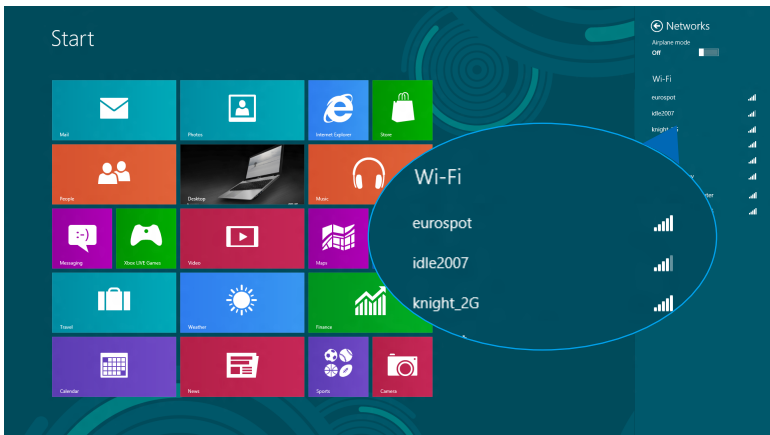 Start
Mail
Photos
Internet Explorer
Store
People
Desktop
Music
Messaging
Xbox LIVE Games
Video
Maps
Travel
Weather
Finance
Calendar
News
Sports
Camera
Networks
Airplane mode
Off
Wi-Fi
eurospot
idle2007
Wi-Fi
eurospot
idle2007
knight_2G